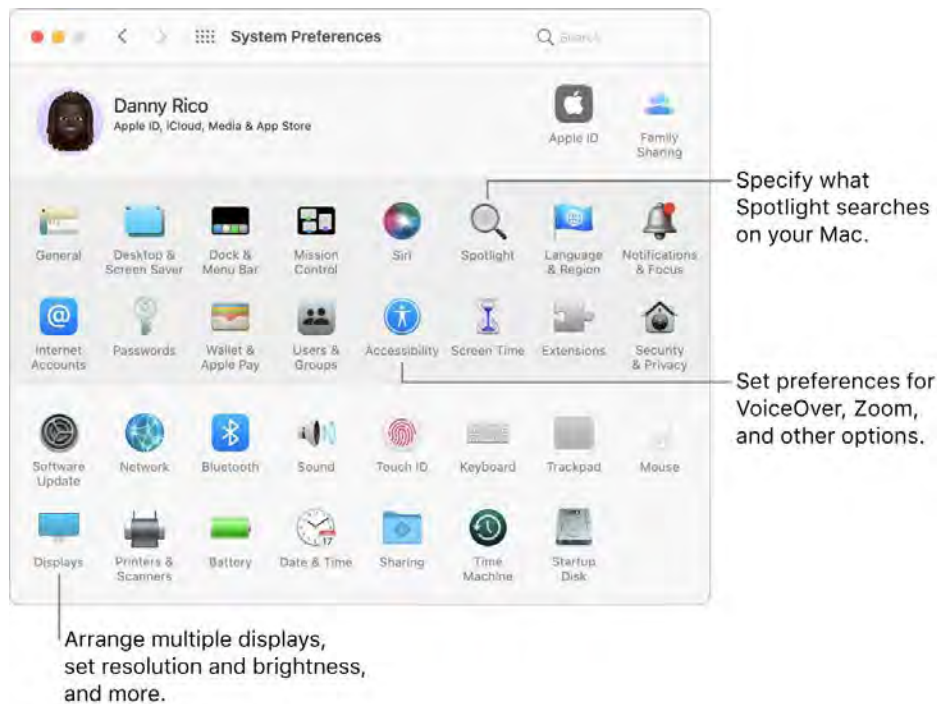 System Preferences
Search
Danny Rico
Apple ID, iCloud, Media & App Store
Apple ID
Family
Sharing
Specify what
Spotlight searches
on your Mac.
General
Desktop &
Screen Saver
Dock &
Menu Bar
Mission
Control
Siri
Spotlight
Language
& Region
Notifications
& Focus
Internet
Accounts
Passwords
Wallet &
Apple Pay
Users &
Groups
Accessibility
Screen Time
Extensions
Security
& Privacy
Set preferences for
VoiceOver, Zoom,
and other options.
Software
Update
Network
Bluetooth
Sound
Touch ID
Keyboard
Trackpad
Mouse
Displays
Printers &
Scanners
Battery
17
Date & Time
Sharing
Time
Machine
Startup
Disk
Arrange multiple displays,
set resolution and brightness,
and more.